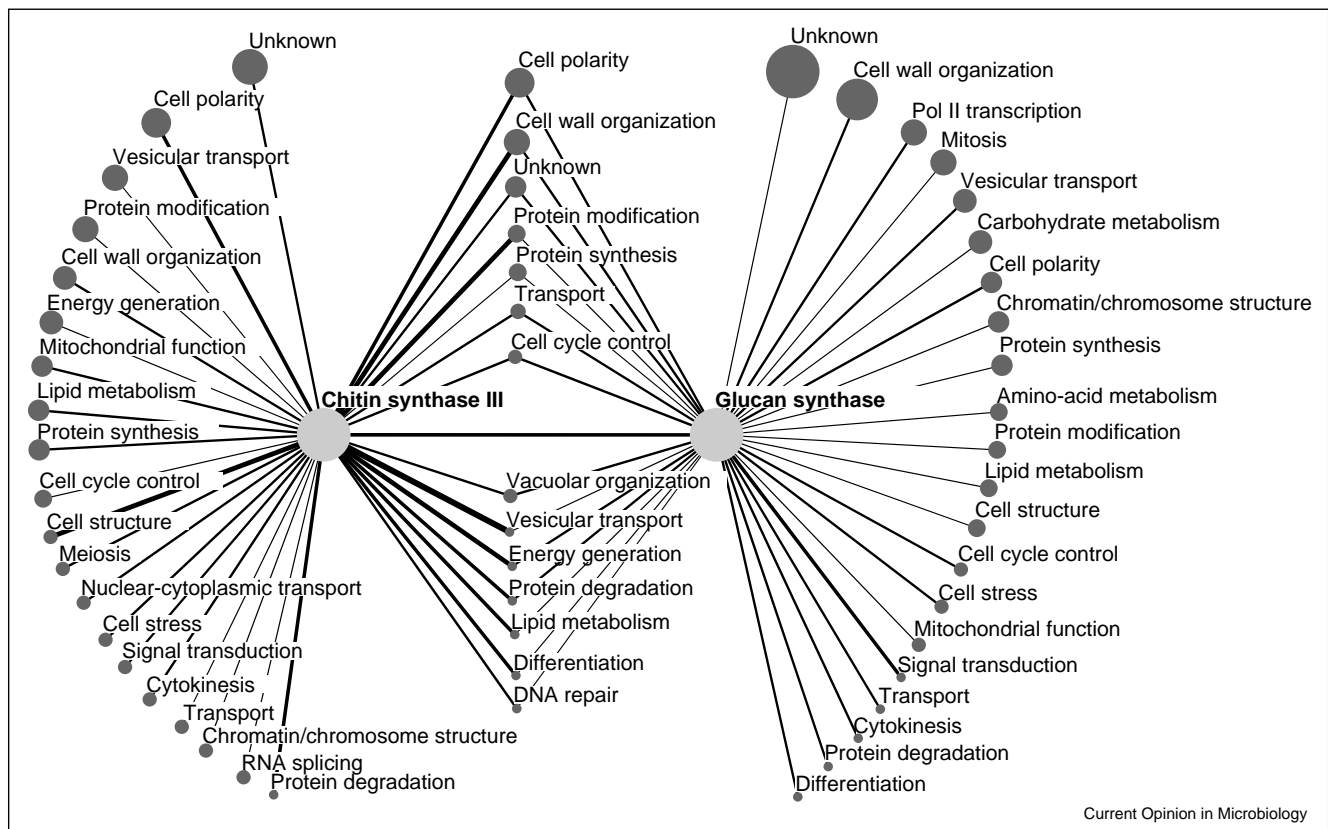 Unknown
Cell polarity
Vesicular transport
Protein modification
Cell wall organization
Energy generation
Mitochondrial function
Lipid metabolism
Protein synthesis
Cell cycle control
Cell structure
Meiosis
Nuclear-cytoplasmic transport
Cell stress
Signal transduction
Cytokinesis
Transport
Chromatin/chromosome structure
RNA splicing
Protein degradation
Chitin synthase III
Cell polarity
Cell wall organization
Unknown
Protein modification
Protein synthesis
Transport
Cell cycle control
Vacuolar organization
Vesicular transport
Energy generation
Protein degradation
Lipid metabolism
Differentiation
DNA repair
Glucan synthase
Unknown
Cell wall organization
Pol II transcription
Mitosis
Vesicular transport
Carbohydrate metabolism
Cell polarity
Chromatin/chromosome structure
Protein synthesis
Amino-acid metabolism
Protein modification
Lipid metabolism
Cell structure
Cell cycle control
Cell stress
Mitochondrial function
Signal transduction
Transport
Cytokinesis
Protein degradation
Differentiation
Current Opinion in Microbiology